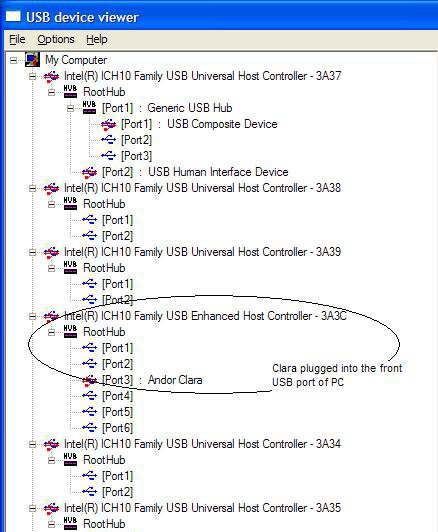 USB device viewer
File Options Help
My Computer
Intel(R) ICH10 Family USB Universal Host Controller - 3A37
HUB RootHub
HUB [Port1] : Generic USB Hub
[Port1] : USB Composite Device
[Port2]
[Port3]
[Port2] : USB Human Interface Device
Intel(R) ICH10 Family USB Universal Host Controller - 3A38
HUB RootHub
[Port1]
[Port2]
Intel(R) ICH10 Family USB Universal Host Controller - 3A39
HUB RootHub
[Port1]
[Port2]
Intel(R) ICH10 Family USB Enhanced Host Controller - 3A3C
HUB RootHub
[Port1]
[Port2]
[Port3] : Andor Clara
[Port4]
[Port5]
[Port6]
Clara plugged into the front
USB port of PC
Intel(R) ICH10 Family USB Universal Host Controller - 3A34
HUB RootHub
[Port1]
[Port2]
Intel(R) ICH10 Family USB Universal Host Controller - 3A35
HUB RootHub